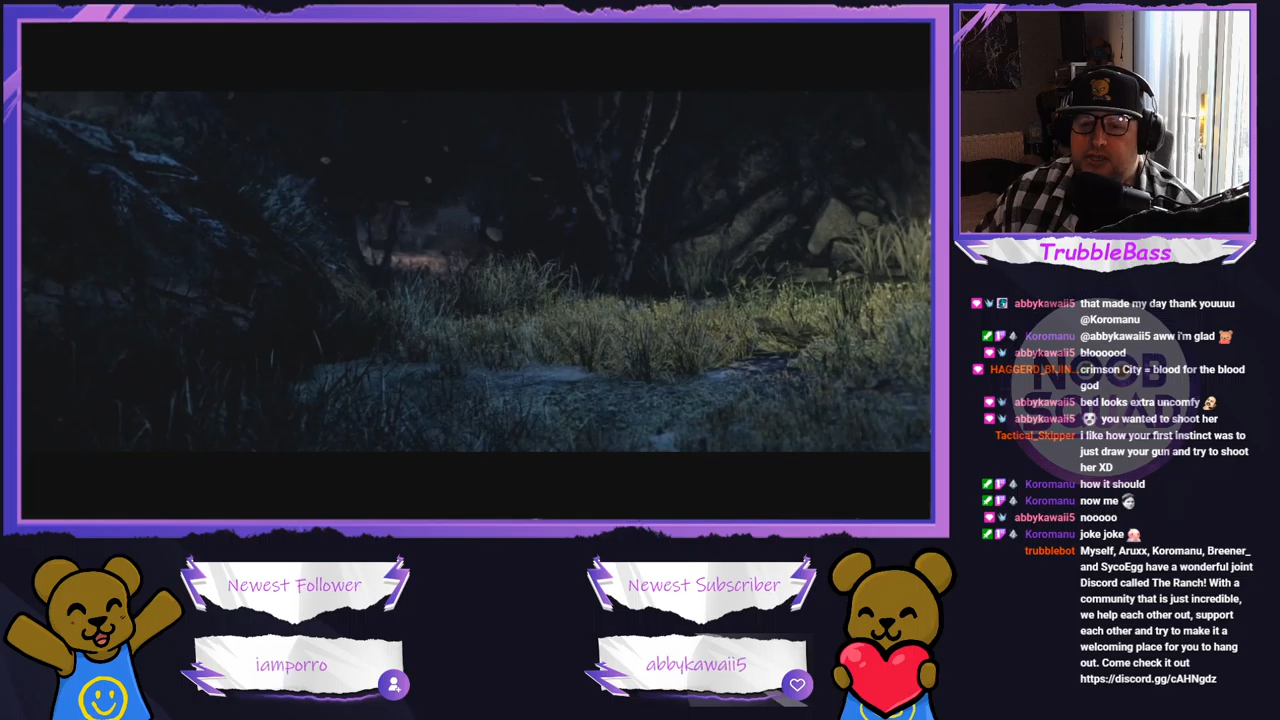 TrubbleBass
abbykawaii5 that made my day thank youuuu
@Koromanu
Koromanu @abbykawaii5 aww i'm glad
abbykawaii5 bloooood
HAGGERD_BIJIN... crimson City = blood for the blood
god
abbykawaii5 bed looks extra uncomfy
abbykawaii5 you wanted to shoot her
Tactical_Skipper i like how your first instinct was to
just draw your gun and try to shoot
her XD
Koromanu how it should
Koromanu now me
abbykawaii5 nooooo
Koromanu joke joke
trubblebot Myself, Aruxx, Koromanu, Breener_
and SycoEgg have a wonderful joint
Discord called The Ranch! With a
community that is just incredible,
we help each other out, support
each other and try to make it a
welcoming place for you to hang
out. Come check it out
https://discord.gg/cAHNgdz
NOOB
Newest Follower
iamporro
Newest Subscriber
abbykawaii5